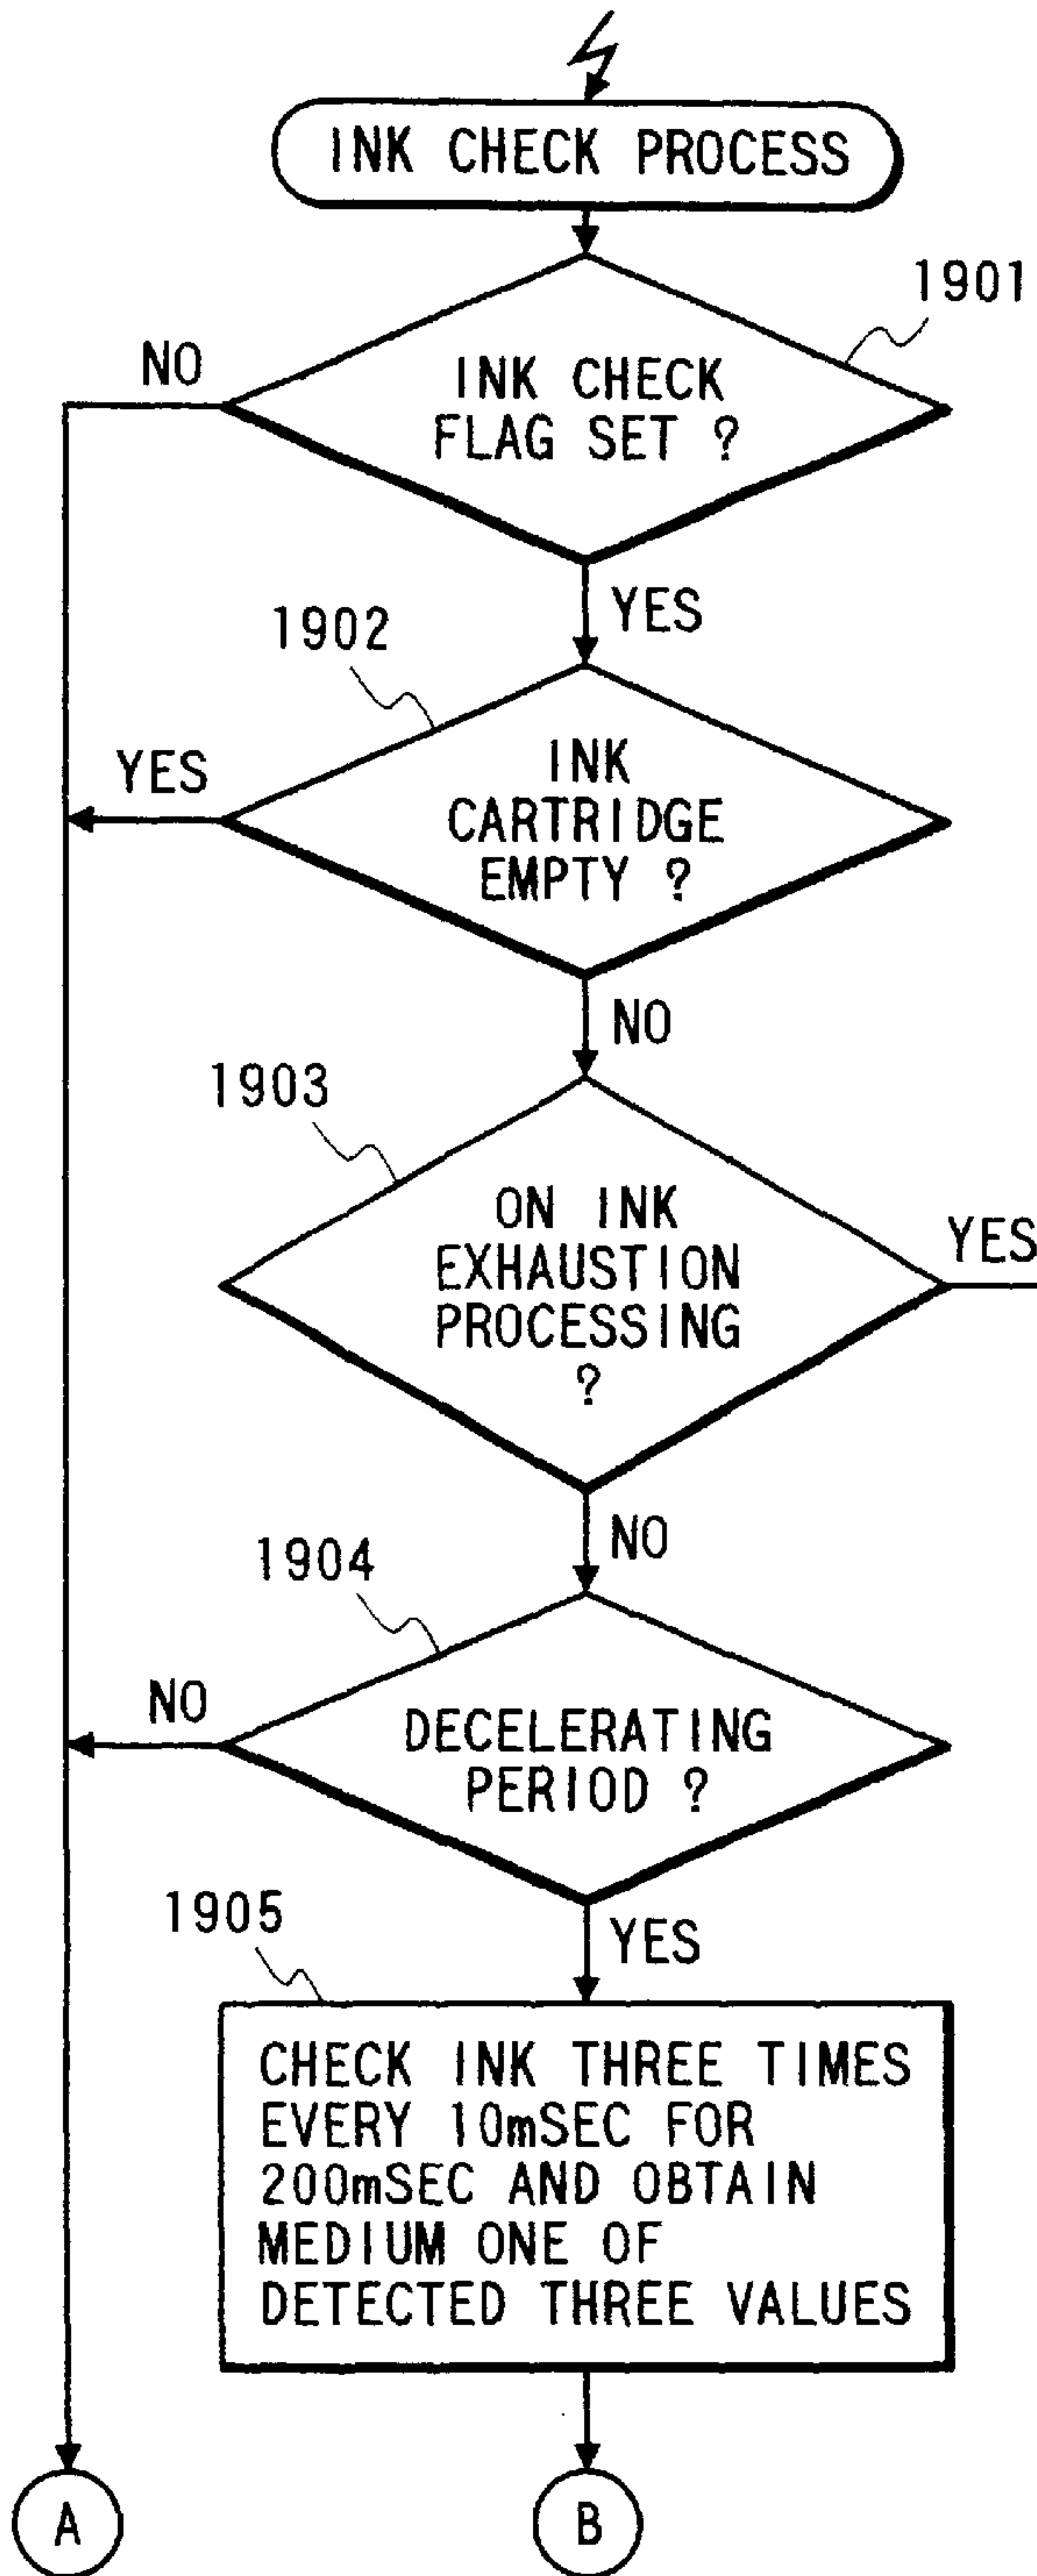 INK CHECK PROCESS
1901
NO
INK CHECK
FLAG SET ?
YES
1902
YES
INK
CARTRIDGE
EMPTY ?
NO
1903
ON INK
EXHAUSTION
PROCESSING
?
YES
NO
1904
NO
DECELERATING
PERIOD ?
YES
1905
CHECK INK THREE TIMES
EVERY 10mSEC FOR
200mSEC AND OBTAIN
MEDIUM ONE OF
DETECTED THREE VALUES
A
B